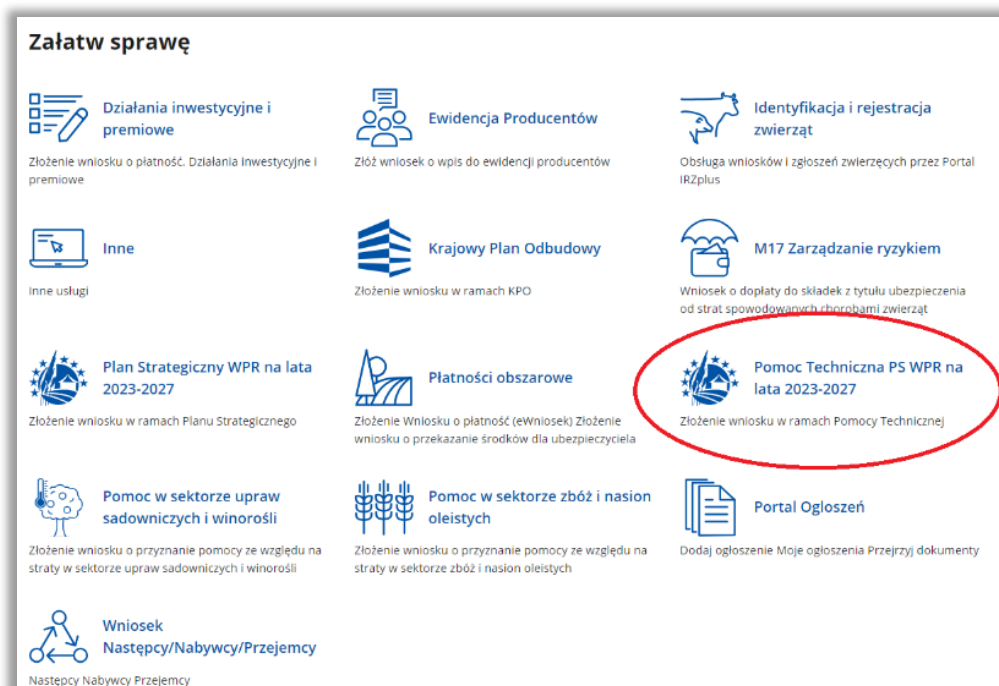 Załatw sprawę
Działania inwestycyjne i
premiowe
Złożenie wniosku o płatność. Działania inwestycyjne i
premiowe
Ewidencja Producentów
Złóż wniosek o wpis do ewidencji producentów
Identyfikacja i rejestracja
zwierząt
Obsługa wniosków i zgłoszeń zwierzęcych przez Portal
IRZplus
Inne
Inne usługi
Krajowy Plan Odbudowy
Złożenie wniosku w ramach KPO
M17 Zarządzanie ryzykiem
Wniosek o dopłaty do składek z tytułu ubezpieczenia
od strat spowodowanych chorobami zwierząt
Plan Strategiczny WPR na lata
2023-2027
Złożenie wniosku w ramach Planu Strategicznego
Płatności obszarowe
Złożenie Wniosku o płatność (eWniosek) Złożenie
wniosku o przekazanie środków dla ubezpieczyciela
Pomoc Techniczna PS WPR na
lata 2023-2027
Złożenie wniosku w ramach Pomocy Technicznej
Pomoc w sektorze upraw
sadowniczych i winorośli
Złożenie wniosku o przyznanie pomocy ze względu na
straty w sektorze upraw sadowniczych i winorośli
Pomoc w sektorze zbóż i nasion
oleistych
Złożenie wniosku o przyznanie pomocy ze względu na
straty w sektorze zbóż i nasion oleistych
Portal Ogloszeń
Dodaj ogłoszenie Moje ogłoszenia Przejrzyj dokumenty
Wniosek
Następcy/Nabywcy/Przejemcy
Następcy Nabywcy Przejemcy